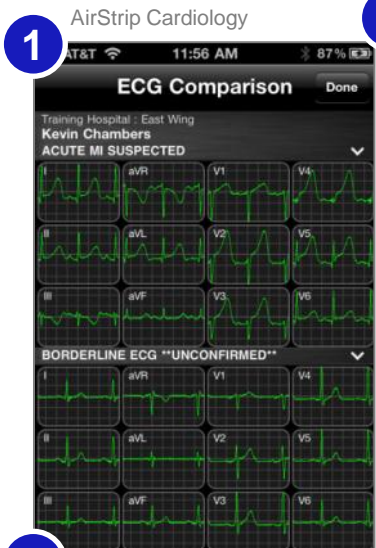 AirStrip Cardiology
1
AT&T 11:56 AM 87%
ECG Comparison Done
Training Hospital : East Wing
Kevin Chambers
ACUTE MI SUSPECTED
I aVR V1 V4
II aVL V2 V5
III aVF V3 V6
BORDERLINE ECG **UNCONFIRMED**
I aVR V1 V4
II aVL V2 V5
III aVF V3 V6